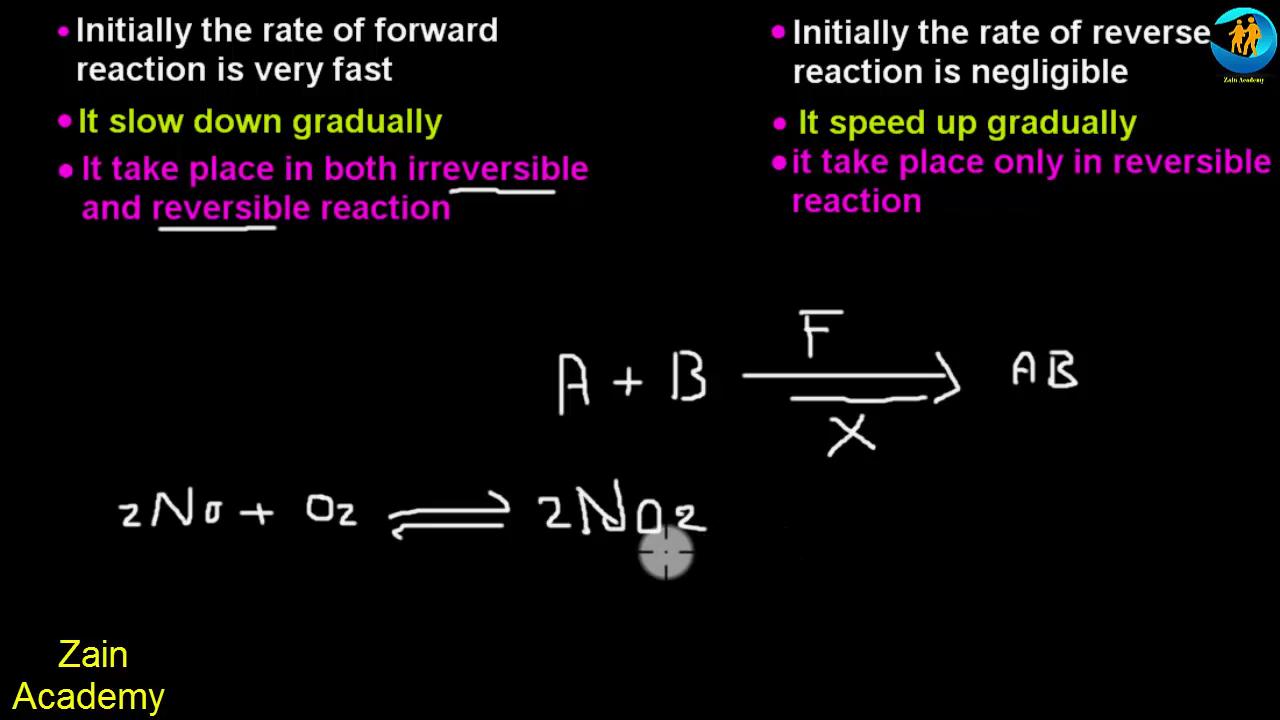 • Initially the rate of forward
reaction is very fast
• It slow down gradually
• It take place in both irreversible
and reversible reaction
• Initially the rate of reverse
reaction is negligible
• It speed up gradually
• it take place only in reversible
reaction
Zain Academy
F
A + B → AB
X
2NO + O2 ⇌ 2NO2
Zain
Academy